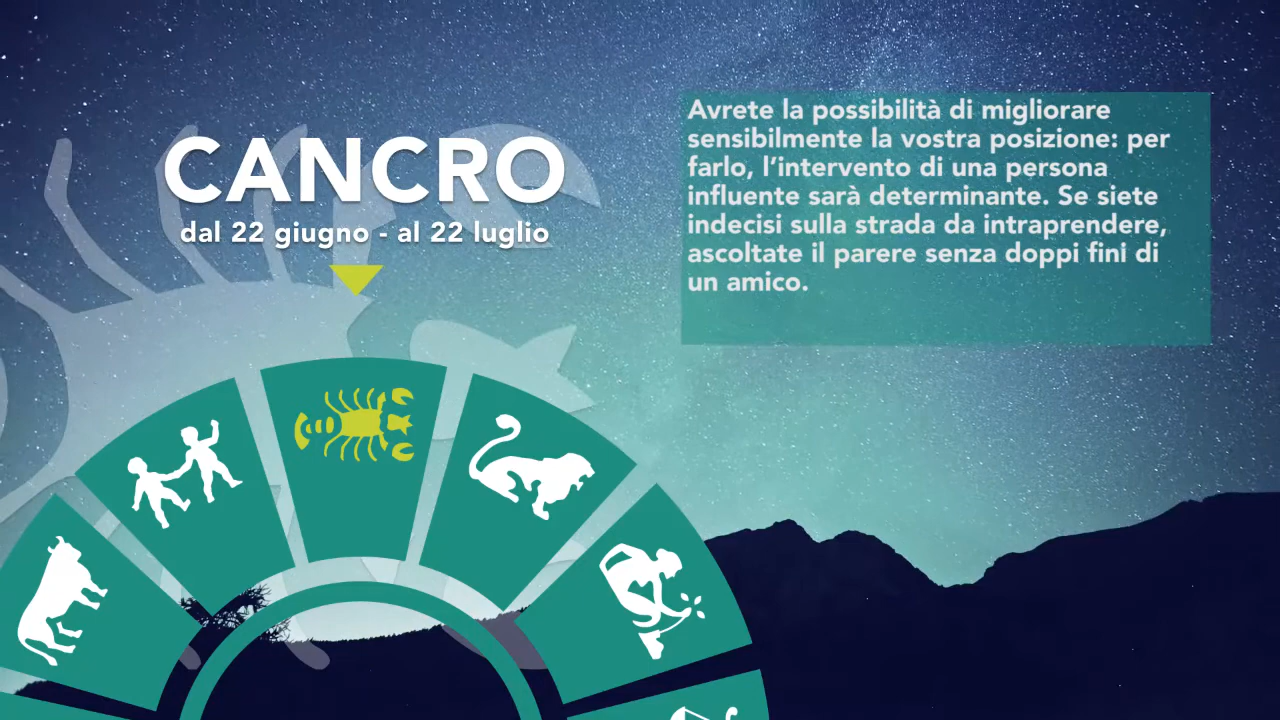 CANCRO
dal 22 giugno - al 22 luglio
Avrete la possibilità di migliorare
sensibilmente la vostra posizione: per
farlo, l’intervento di una persona
influente sarà determinante. Se siete
indecisi sulla strada da intraprendere,
ascoltate il parere senza doppi fini di
un amico.